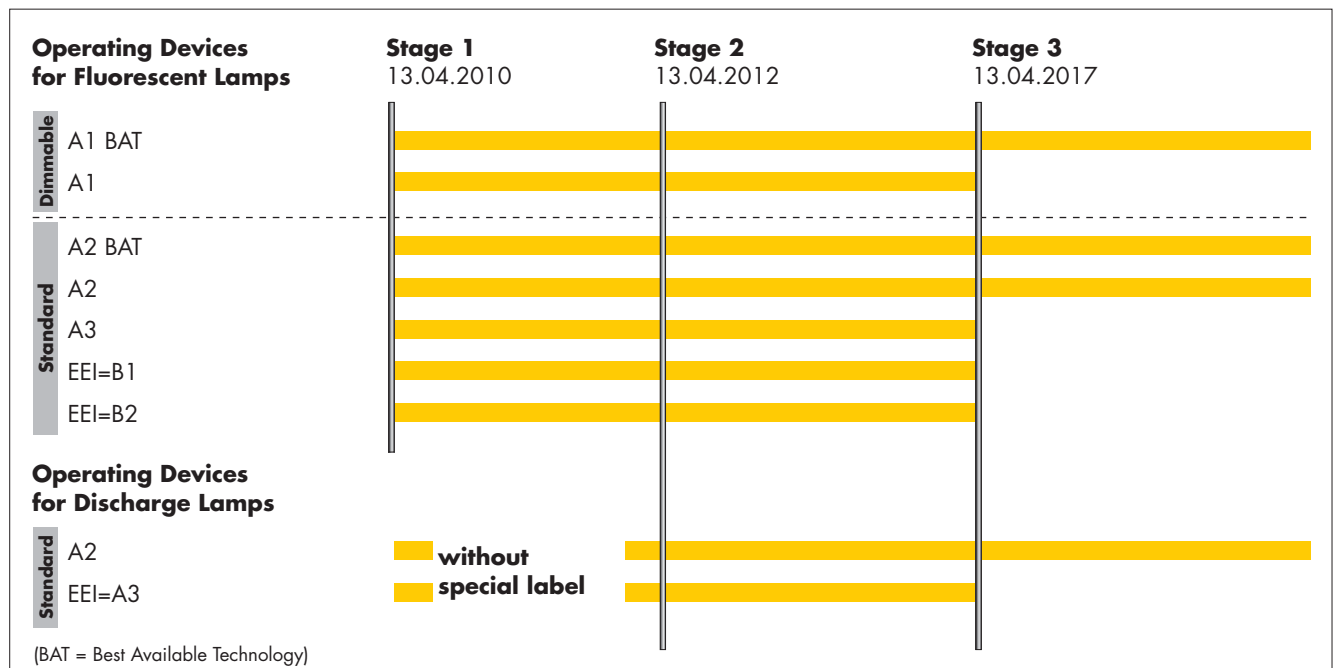 Operating Devices
for Fluorescent Lamps
Stage 1
13.04.2010
Stage 2
13.04.2012
Stage 3
13.04.2017
Dimmable
A1 BAT
A1
Standard
A2 BAT
A2
A3
EEI=B1
EEI=B2
Operating Devices
for Discharge Lamps
Standard
A2
EEI=A3
without
special label
(BAT = Best Available Technology)